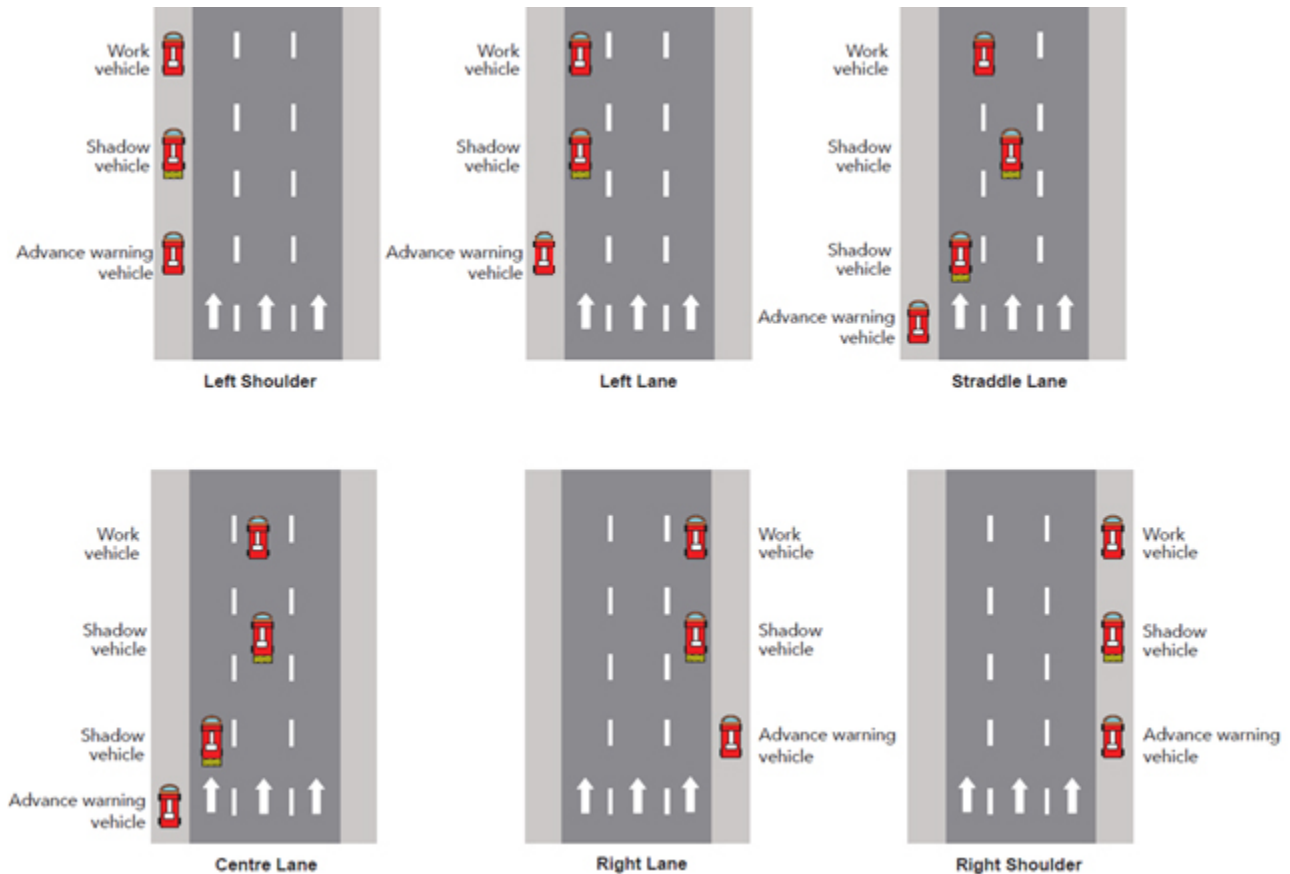 Work
vehicle
Shadow
vehicle
Advance warning
vehicle
Left Shoulder
Work
vehicle
Shadow
vehicle
Advance warning
vehicle
Left Lane
Work
vehicle
Shadow
vehicle
Shadow
vehicle
Advance warning
vehicle
Straddle Lane
Work
vehicle
Shadow
vehicle
Shadow
vehicle
Advance warning
vehicle
Centre Lane
Work
vehicle
Shadow
vehicle
Advance warning
vehicle
Right Lane
Work
vehicle
Shadow
vehicle
Advance warning
vehicle
Right Shoulder